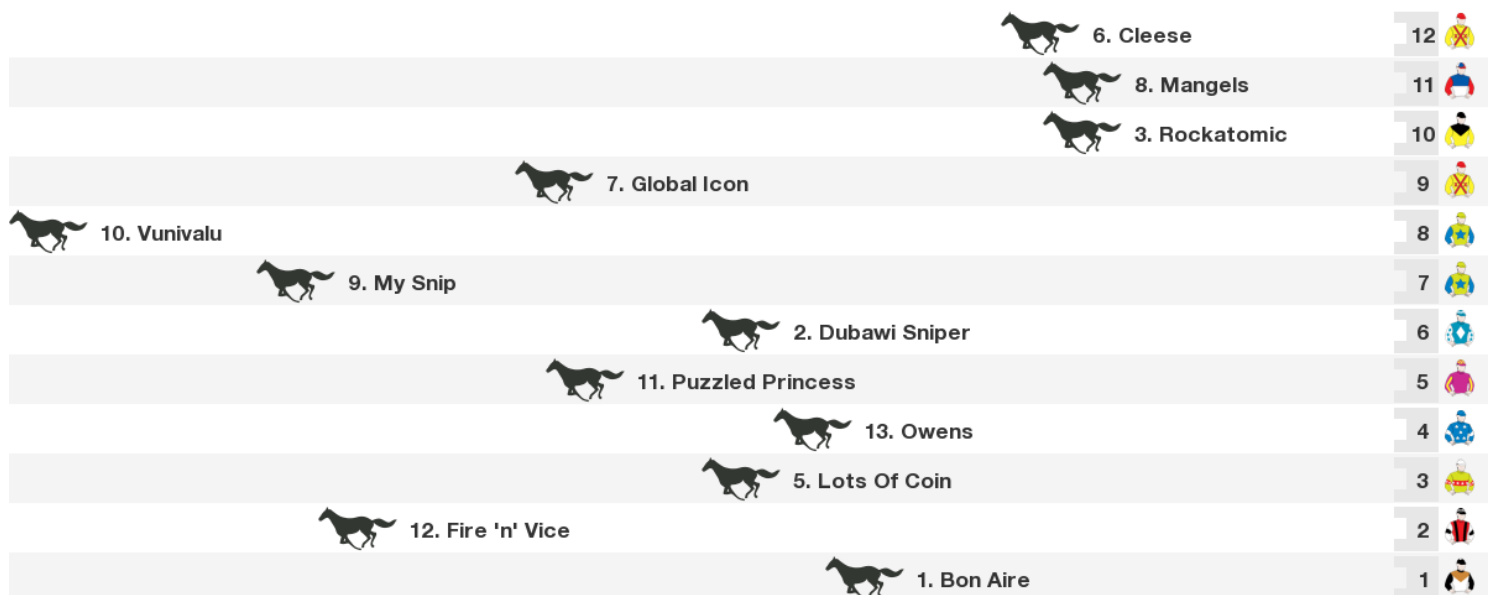 6. Cleese 12
8. Mangels 11
3. Rockatomic 10
7. Global Icon 9
10. Vunivalu 8
9. My Snip 7
2. Dubawi Sniper 6
11. Puzzled Princess 5
13. Owens 4
5. Lots Of Coin 3
12. Fire 'n' Vice 2
1. Bon Aire 1